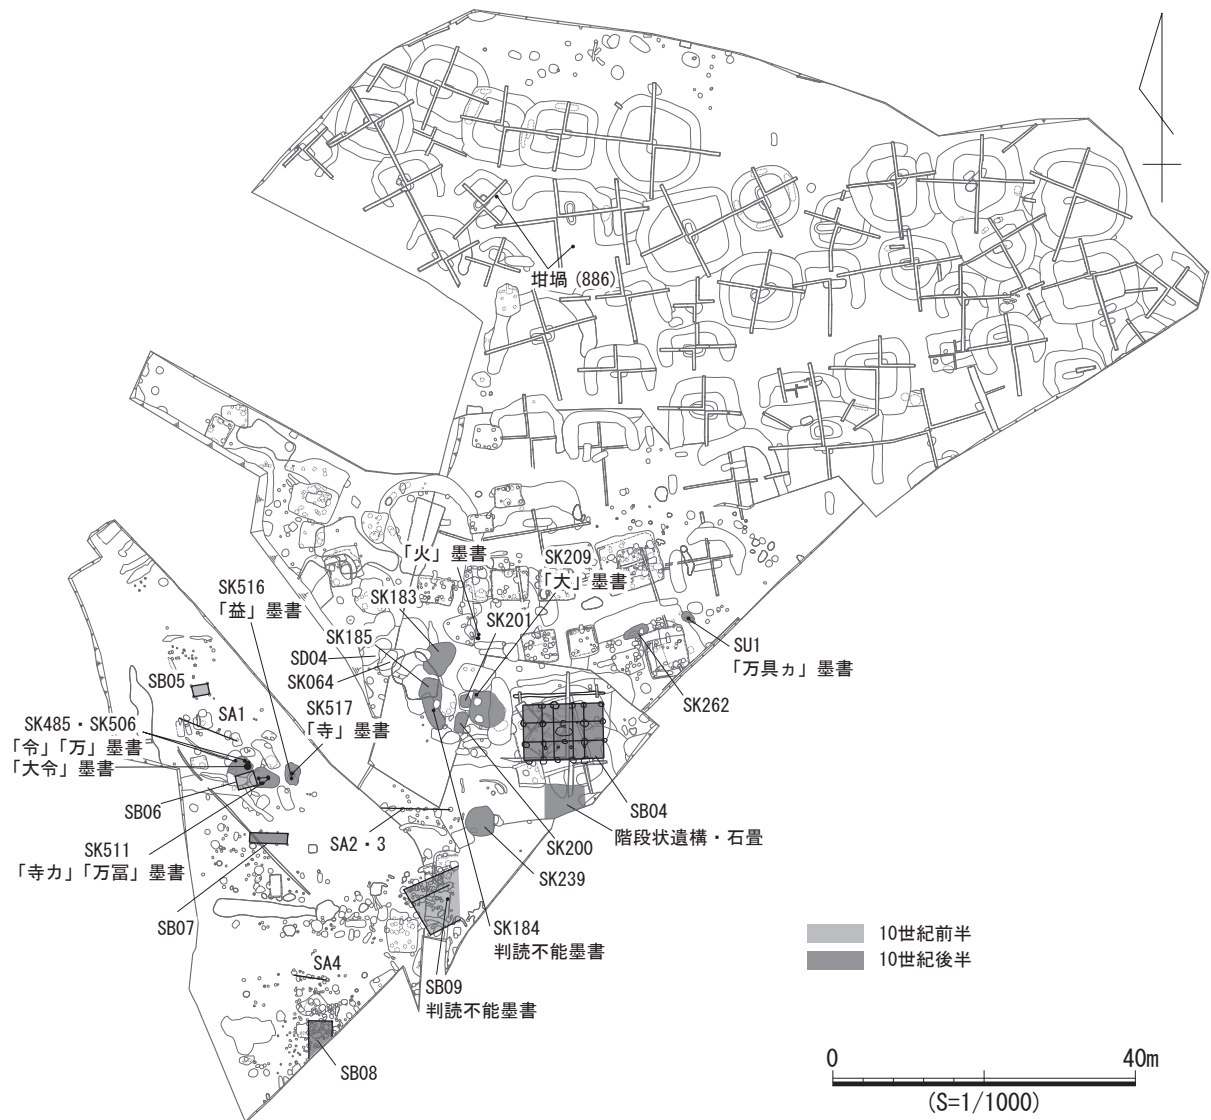 坩堝 (886)
「火」墨書
SK209
「大」墨書
SK516
「益」墨書
SK183
SK201
SK185
SD04
SK064
SU1
「万具ヵ」墨書
SB05
SK262
SA1
SK517
「寺」墨書
SK485・SK506
「令」「万」墨書
「大令」墨書
SB06
SB04
SA2・3
階段状遺構・石畳
SK511
「寺カ」「万冨」墨書
SK200
SK239
SB07
SK184
判読不能墨書
SA4
SB09
判読不能墨書
SB08
10世紀前半
10世紀後半
0 40m
(S=1/1000)